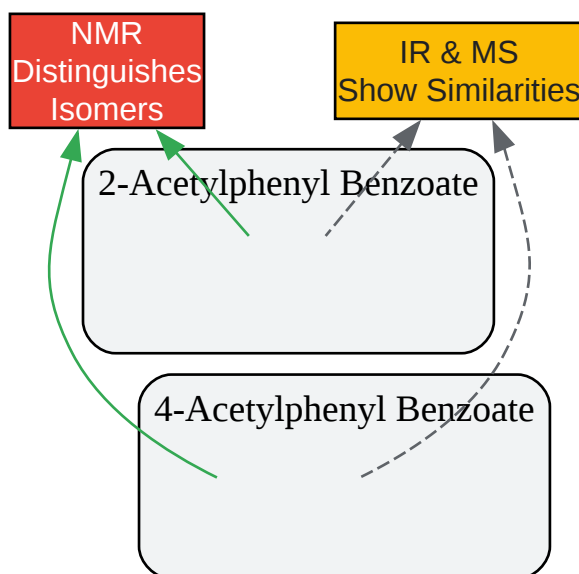 NMR
Distinguishes
Isomers
IR & MS
Show Similarities
2-Acetylphenyl Benzoate
4-Acetylphenyl Benzoate